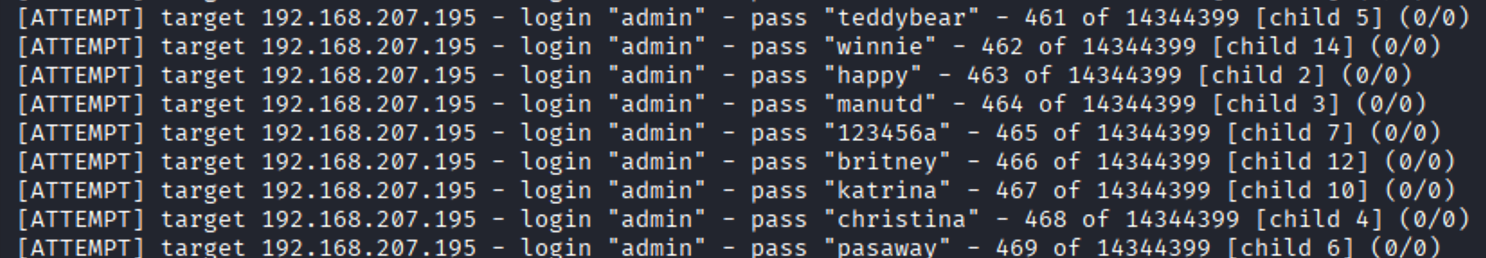 [ATTEMPT] target 192.168.207.195 - login "admin" - pass "teddybear" - 461 of 14344399 [child 5] (0/0)
[ATTEMPT] target 192.168.207.195 - login "admin" - pass "winnie" - 462 of 14344399 [child 14] (0/0)
[ATTEMPT] target 192.168.207.195 - login "admin" - pass "happy" - 463 of 14344399 [child 2] (0/0)
[ATTEMPT] target 192.168.207.195 - login "admin" - pass "manutd" - 464 of 14344399 [child 3] (0/0)
[ATTEMPT] target 192.168.207.195 - login "admin" - pass "123456a" - 465 of 14344399 [child 7] (0/0)
[ATTEMPT] target 192.168.207.195 - login "admin" - pass "britney" - 466 of 14344399 [child 12] (0/0)
[ATTEMPT] target 192.168.207.195 - login "admin" - pass "katrina" - 467 of 14344399 [child 10] (0/0)
[ATTEMPT] target 192.168.207.195 - login "admin" - pass "christina" - 468 of 14344399 [child 4] (0/0)
[ATTEMPT] target 192.168.207.195 - login "admin" - pass "pasaway" - 469 of 14344399 [child 6] (0/0)